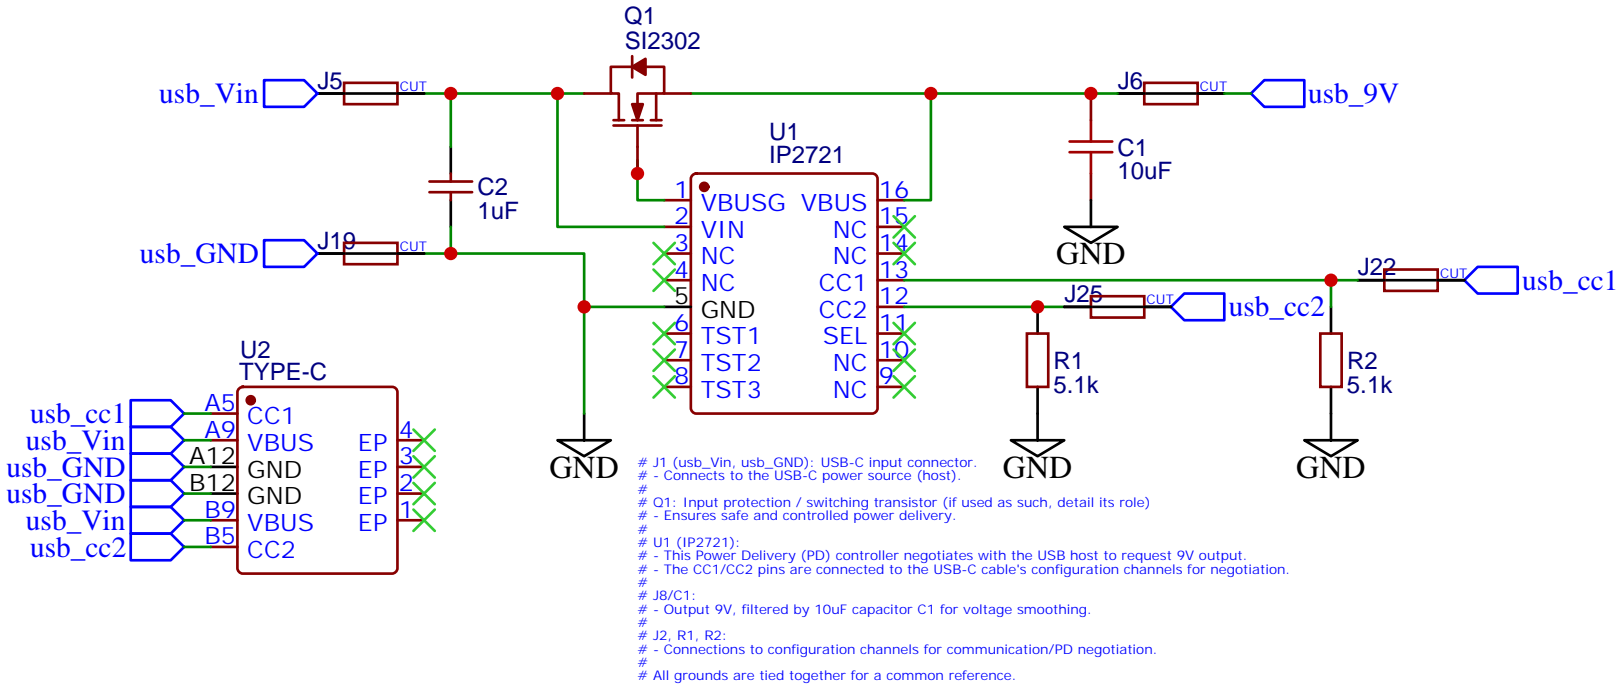 Q1
SI2302
usb_Vin
J5
CUT
J6
CUT
usb_9V
U1
IP2721
C1
10uF
C2
1uF
GND
usb_GND
J19
CUT
1
VBUSG
2
VIN
3
NC
4
NC
5
GND
6
TST1
7
TST2
8
TST3
16
VBUS
15
NC
14
NC
13
CC1
12
CC2
11
SEL
10
NC
9
NC
J22
CUT
usb_cc1
J25
CUT
usb_cc2
R1
5.1k
R2
5.1k
GND
GND
GND
U2
TYPE-C
usb_cc1
A5
CC1
usb_Vin
A9
VBUS
usb_GND
A12
GND
usb_GND
B12
GND
usb_Vin
B9
VBUS
usb_cc2
B5
CC2
EP
4
EP
3
EP
2
EP
1
# J1 (usb_Vin, usb_GND): USB-C input connector.
# - Connects to the USB-C power source (host).
#
# Q1: Input protection / switching transistor (if used as such, detail its role)
# - Ensures safe and controlled power delivery.
#
# U1 (IP2721):
# - This Power Delivery (PD) controller negotiates with the USB host to request 9V output.
# - The CC1/CC2 pins are connected to the USB-C cable's configuration channels for negotiation.
#
# J8/C1:
# - Output 9V, filtered by 10uF capacitor C1 for voltage smoothing.
#
# J2, R1, R2:
# - Connections to configuration channels for communication/PD negotiation.
#
# All grounds are tied together for a common reference.